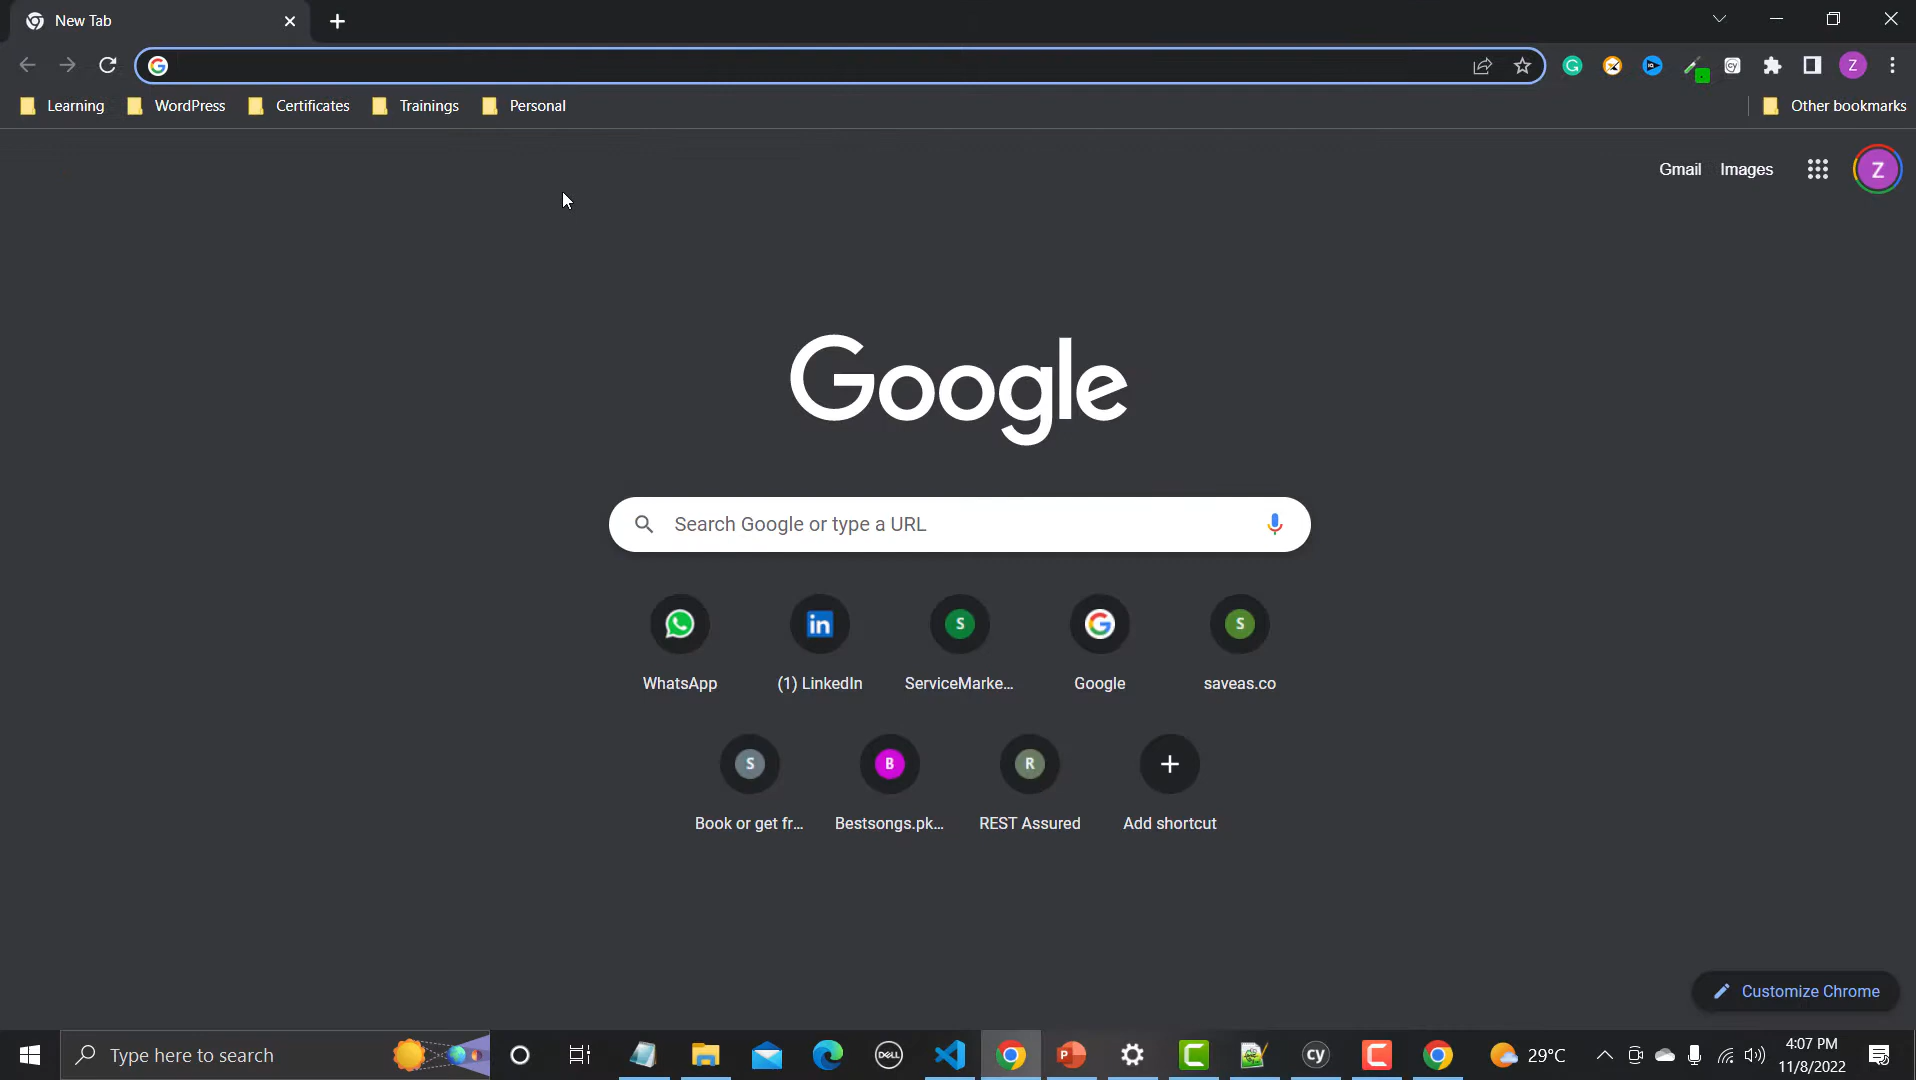 New Tab
Learning WordPress Certificates Trainings Personal Other bookmarks
Gmail Images Z
Google
Search Google or type a URL
WhatsApp (1) LinkedIn ServiceMarke... Google saveas.co
Book or get fr... Bestsongs.pk... REST Assured Add shortcut
Customize Chrome
Type here to search
29°C
4:07 PM
11/8/2022